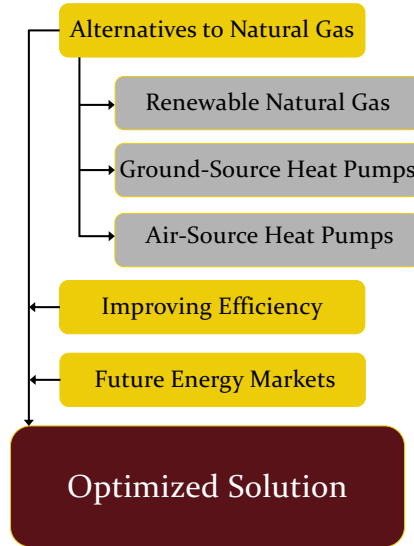 Alternatives to Natural Gas
Renewable Natural Gas
Ground-Source Heat Pumps
Air-Source Heat Pumps
Improving Efficiency
Future Energy Markets
Optimized Solution